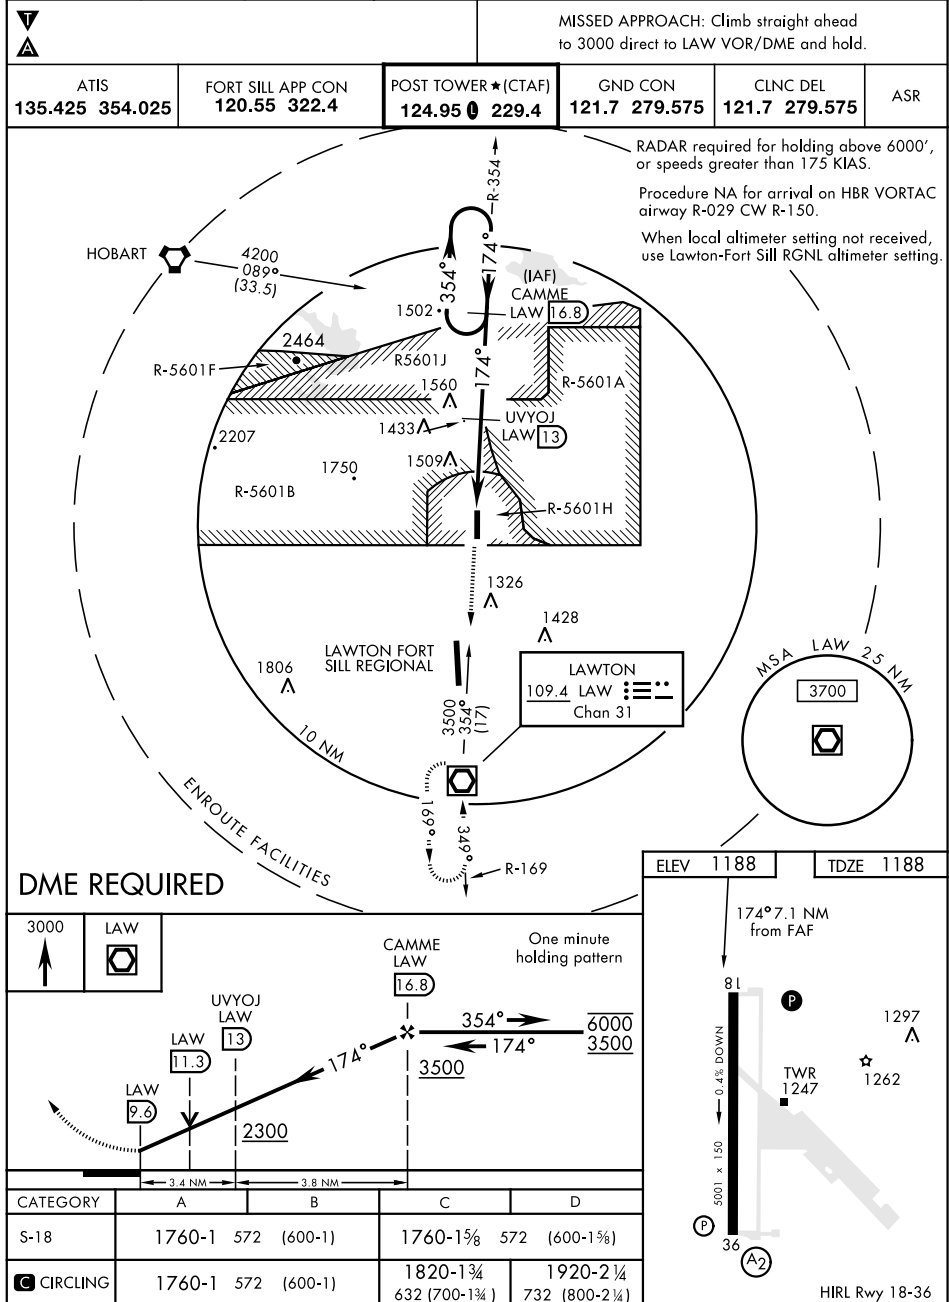 T
A
MISSED APPROACH: Climb straight ahead
to 3000 direct to LAW VOR/DME and hold.
ATIS
135.425 354.025
FORT SILL APP CON
120.55 322.4
POST TOWER ★ (CTAF)
124.95 L 229.4
GND CON
121.7 279.575
CLNC DEL
121.7 279.575
ASR
RADAR required for holding above 6000',
or speeds greater than 175 KIAS.
Procedure NA for arrival on HBR VORTAC
airway R-029 CW R-150.
When local altimeter setting not received,
use Lawton-Fort Sill RGNL altimeter setting.
R-354
HOBART
4200
089°
(33.5)
354°
174°
(IAF)
CAMME
LAW 16.8
1502
2464
R-5601F
R5601J
174°
R-5601A
1560
UVYOJ
LAW 13
1433
2207
1509
1750
R-5601B
R-5601H
1326
1428
LAWTON FORT
SILL REGIONAL
1806
LAWTON
109.4 LAW
Chan 31
3500
354°
(17)
MSA LAW 25 NM
3700
10 NM
169°
349°
R-169
ENROUTE FACILITIES
DME REQUIRED
ELEV 1188
TDZE 1188
174° 7.1 NM
from FAF
18
P
0.4% DOWN
1297
1262
TWR
1247
5001 x 150
P
36
A2
HIRL Rwy 18-36
3000
LAW
One minute
holding pattern
CAMME
LAW
16.8
UVYOJ
LAW
13
LAW
11.3
LAW
9.6
354°
174°
6000
3500
174°
3500
2300
3.4 NM
3.8 NM
CATEGORY A B C D
S-18 1760-1 572 (600-1) 1760-1⅝ 572 (600-1⅝)
C CIRCLING 1760-1 572 (600-1) 1820-1¾ 632 (700-1¾) 1920-2¼ 732 (800-2¼)